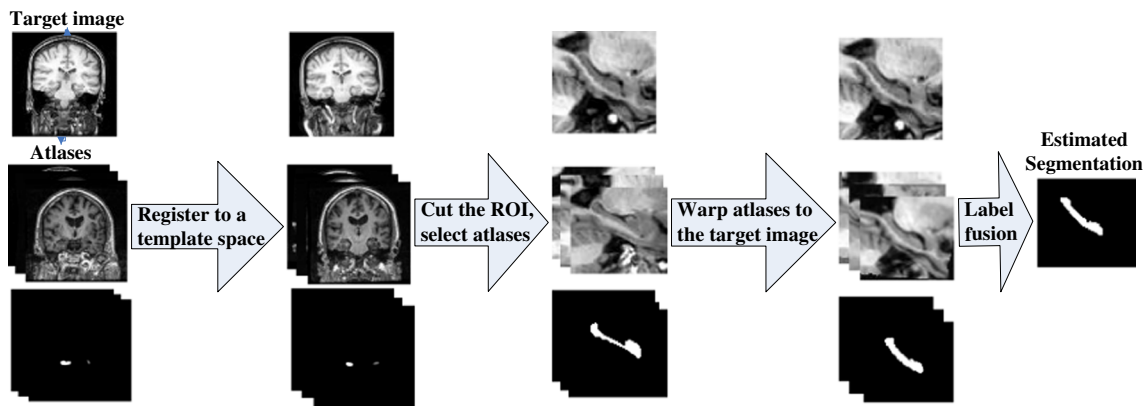 Target image
Atlases
Register to a
template space
Cut the ROI,
select atlases
Warp atlases to
the target image
Label
fusion
Estimated
Segmentation